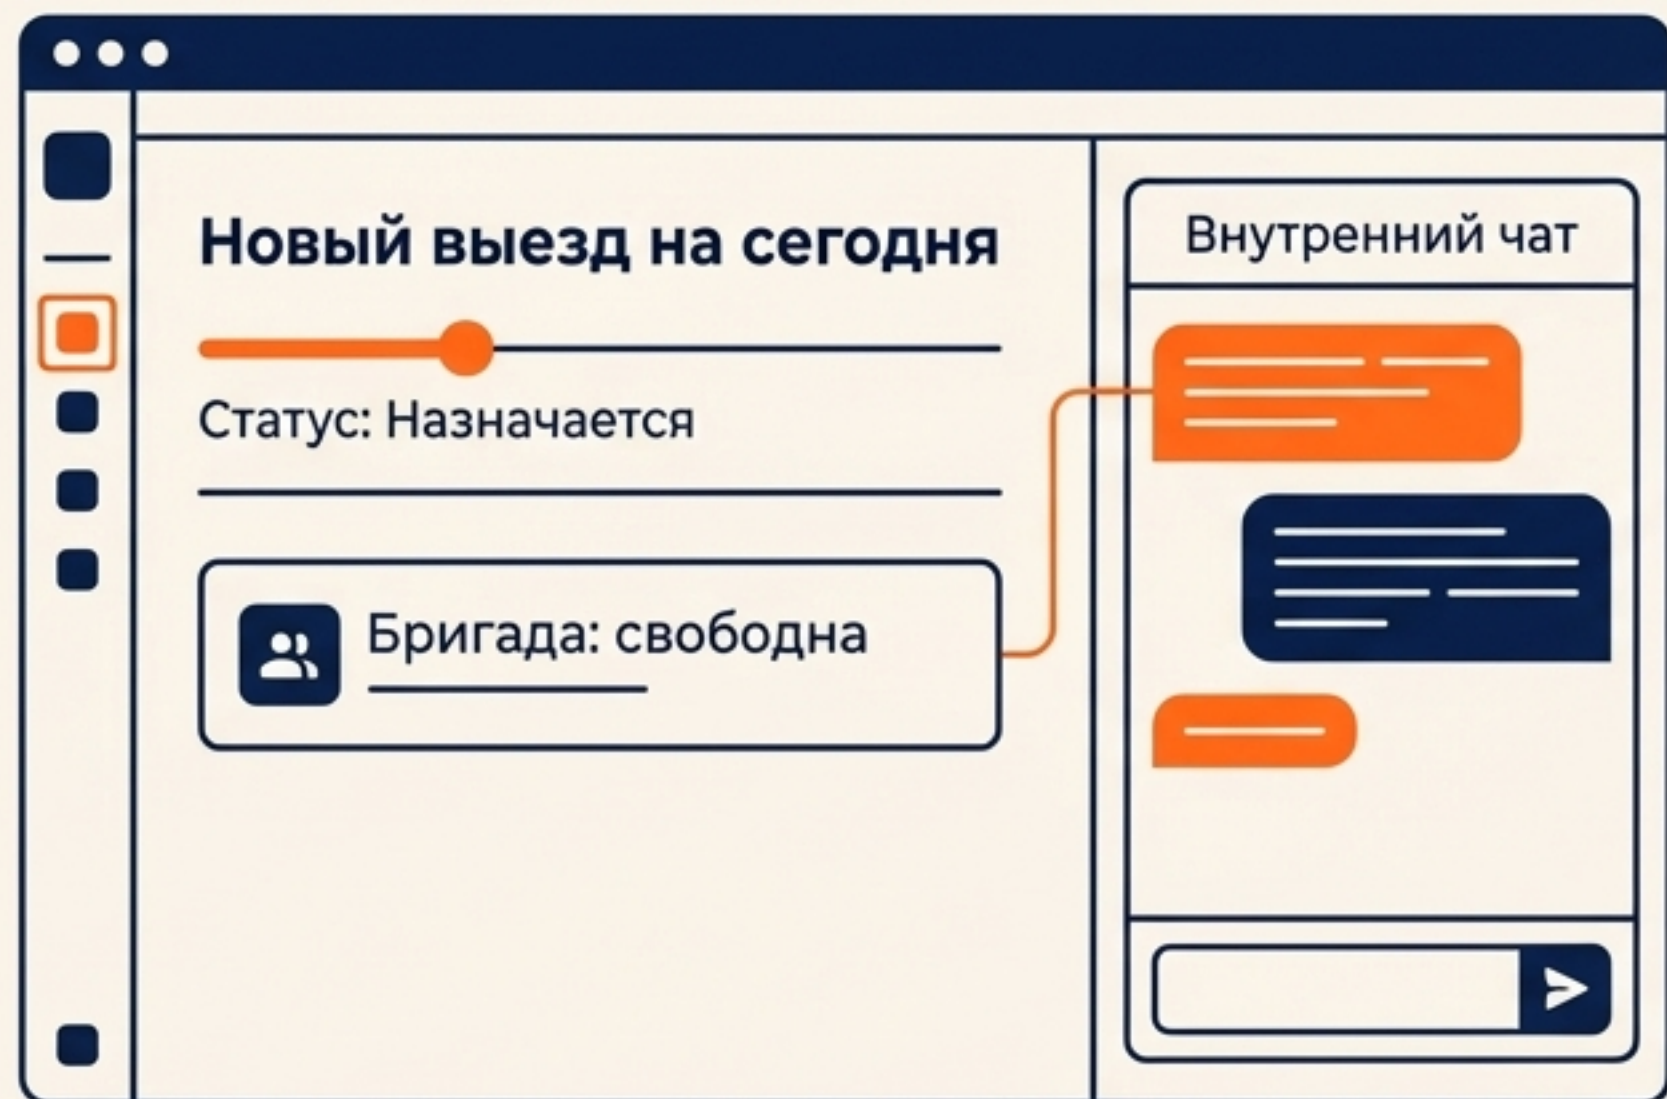 Новый выезд на сегодня
Статус: Назначается
Бригада: свободна
Внутренний чат